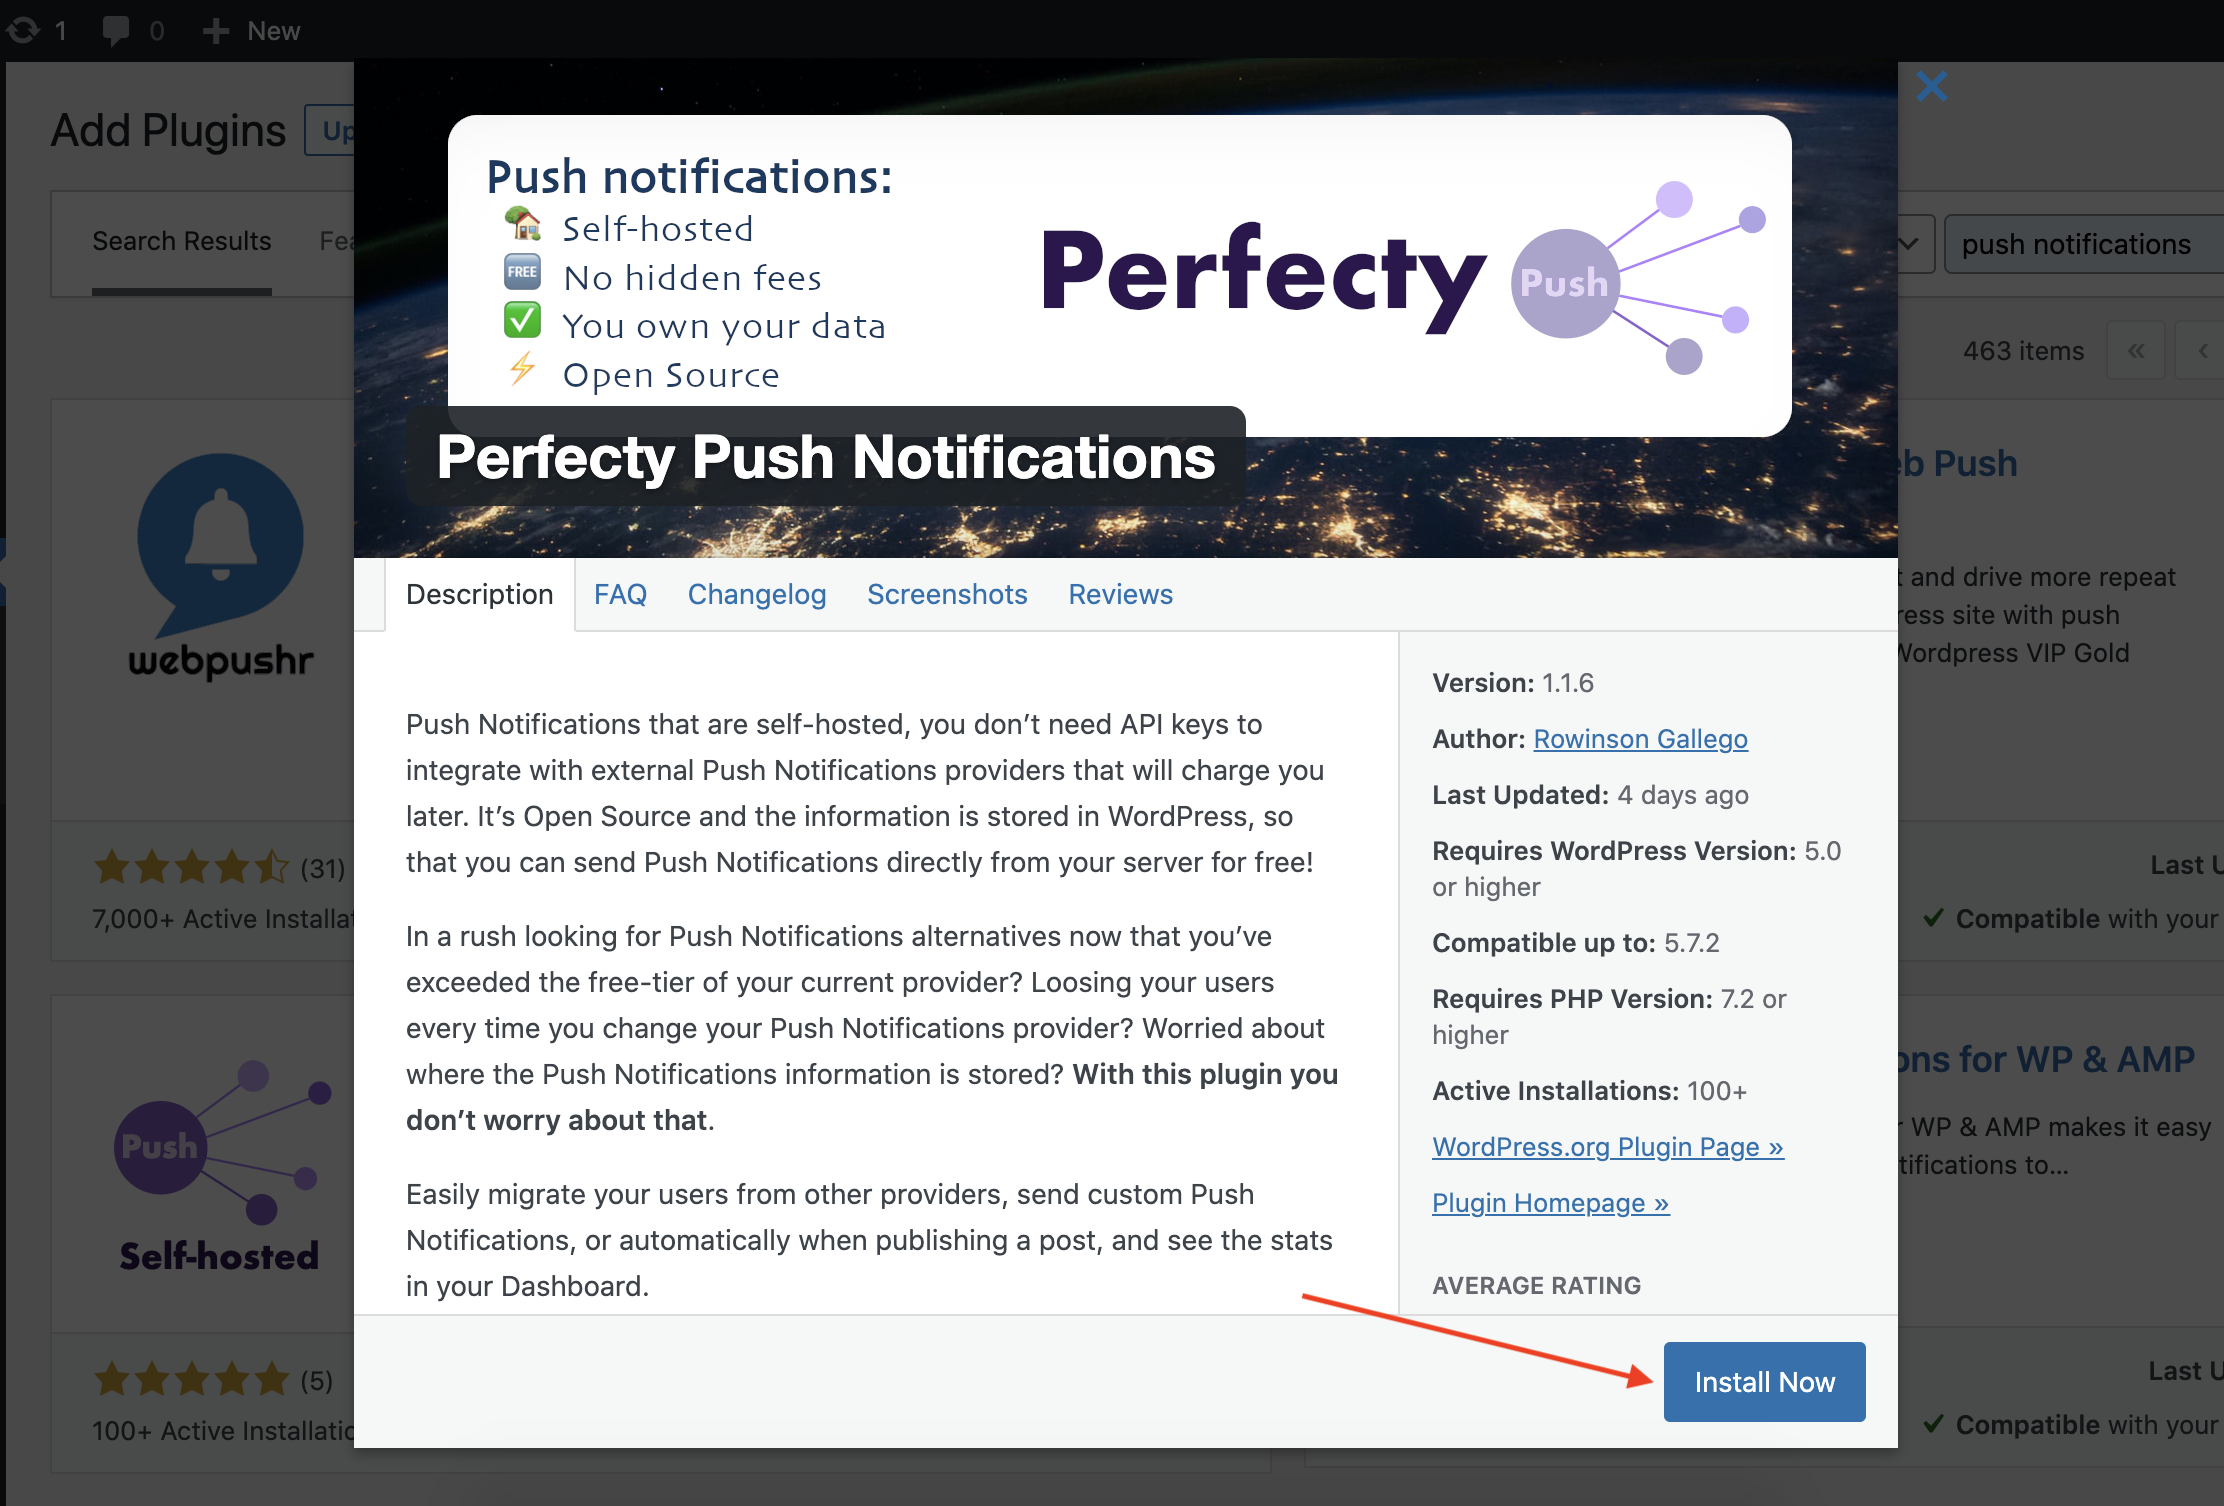 1 0 New
Add Plugins Up
Search Results Fea
push notifications
463 items « ‹
webpushr
(31)
7,000+ Active Installat
Push
Self-hosted
(5)
100+ Active Installatio
Push notifications:
Self-hosted
FREE No hidden fees
You own your data
Open Source
Perfecty Push
Perfecty Push Notifications
Description FAQ Changelog Screenshots Reviews
Push Notifications that are self-hosted, you don’t need API keys to
integrate with external Push Notifications providers that will charge you
later. It’s Open Source and the information is stored in WordPress, so
that you can send Push Notifications directly from your server for free!
In a rush looking for Push Notifications alternatives now that you’ve
exceeded the free-tier of your current provider? Loosing your users
every time you change your Push Notifications provider? Worried about
where the Push Notifications information is stored? With this plugin you
don’t worry about that.
Easily migrate your users from other providers, send custom Push
Notifications, or automatically when publishing a post, and see the stats
in your Dashboard.
Version: 1.1.6
Author: Rowinson Gallego
Last Updated: 4 days ago
Requires WordPress Version: 5.0
or higher
Compatible up to: 5.7.2
Requires PHP Version: 7.2 or
higher
Active Installations: 100+
WordPress.org Plugin Page »
Plugin Homepage »
AVERAGE RATING
Install Now
eb Push
t and drive more repeat
ress site with push
Wordpress VIP Gold
Last U
Compatible with your
ons for WP & AMP
r WP & AMP makes it easy
tifications to...
Last U
Compatible with your